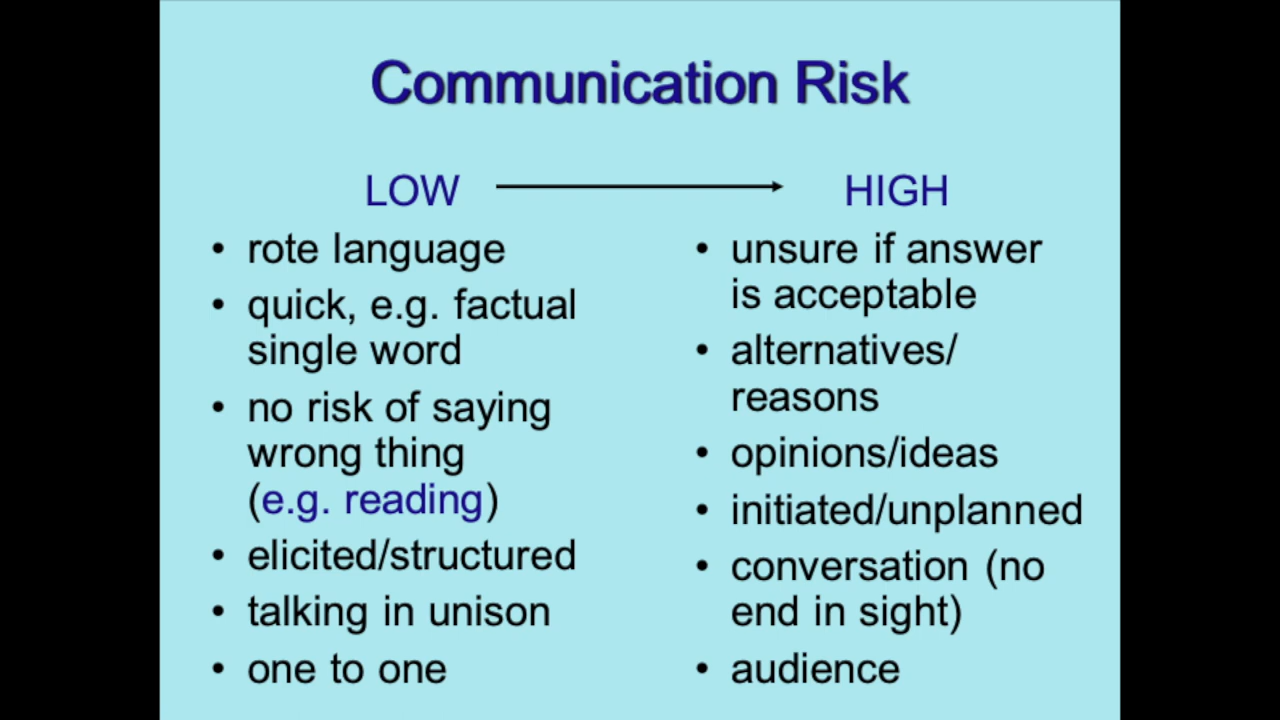 Communication Risk
LOW
HIGH
• rote language
• quick, e.g. factual
single word
• no risk of saying
wrong thing
(e.g. reading)
• elicited/structured
• talking in unison
• one to one
• unsure if answer
is acceptable
• alternatives/
reasons
• opinions/ideas
• initiated/unplanned
• conversation (no
end in sight)
• audience